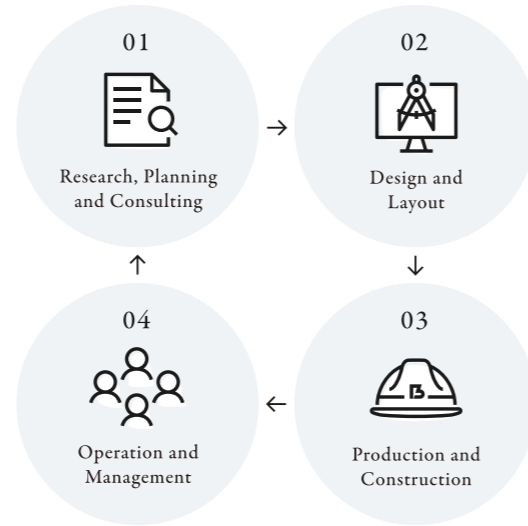 01
Research, Planning
and Consulting
02
Design and
Layout
03
Production and
Construction
04
Operation and
Management